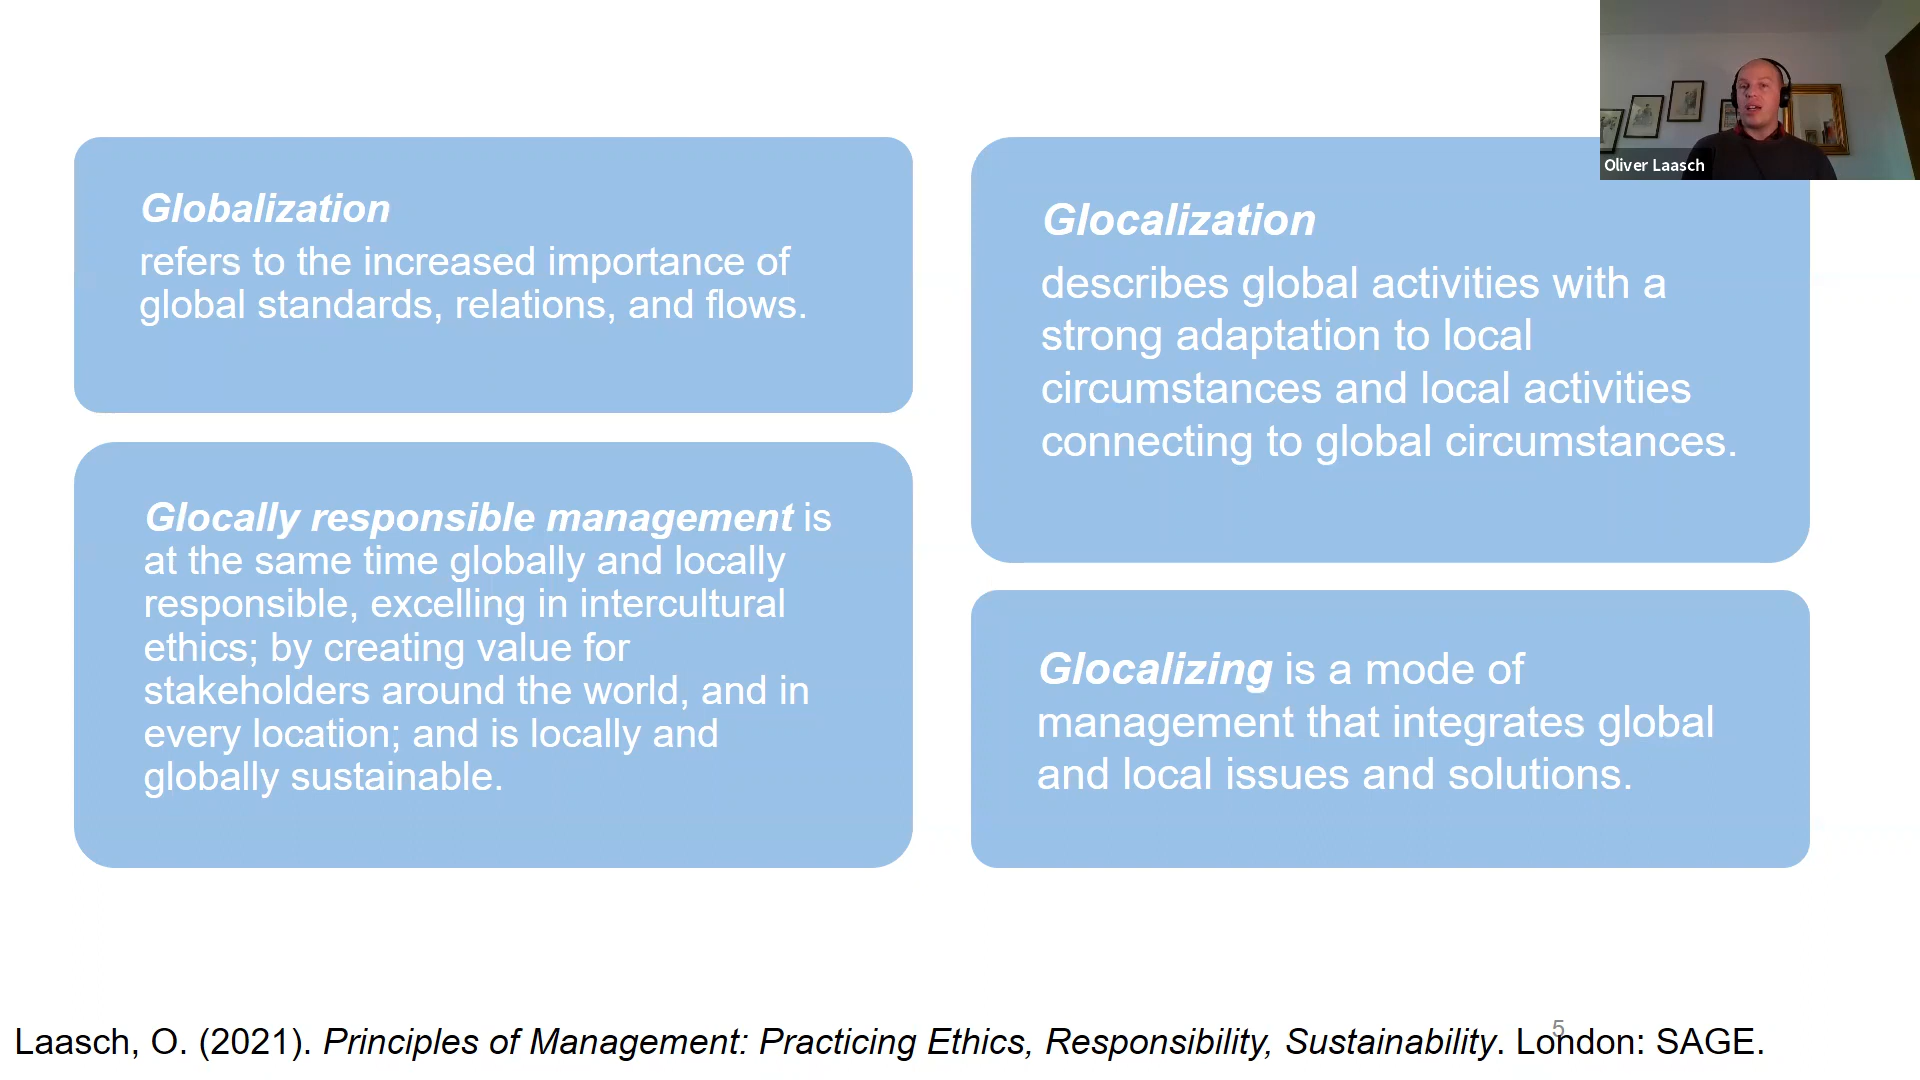 Oliver Laasch
Globalization
refers to the increased importance of
global standards, relations, and flows.
Glocally responsible management is
at the same time globally and locally
responsible, excelling in intercultural
ethics; by creating value for
stakeholders around the world, and in
every location; and is locally and
globally sustainable.
Glocalization
describes global activities with a
strong adaptation to local
circumstances and local activities
connecting to global circumstances.
Glocalizing is a mode of
management that integrates global
and local issues and solutions.
5
Laasch, O. (2021). Principles of Management: Practicing Ethics, Responsibility, Sustainability. London: SAGE.